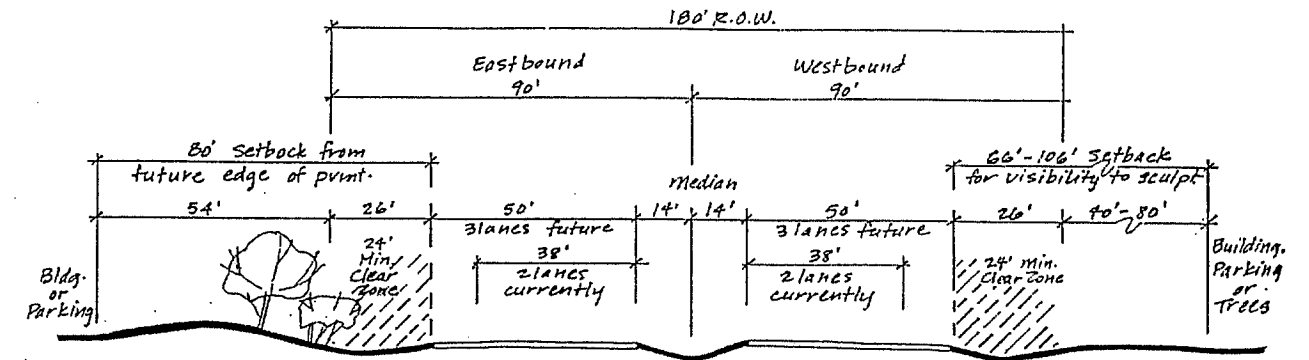 180' R.O.W.
Eastbound
90'
Westbound
90'
80' setback from
future edge of pvmt.
66'-106' setback
for visibility to sculpt
Median
54'
26'
50'
14'
14'
50'
26'
40'-80'
3 lanes future
3 lanes future
38'
2 lanes
currently
38'
2 lanes
currently
24'
Min.
Clear
Zone
24' min.
Clear Zone
Bldg.
or
Parking
Building,
Parking
or
Trees